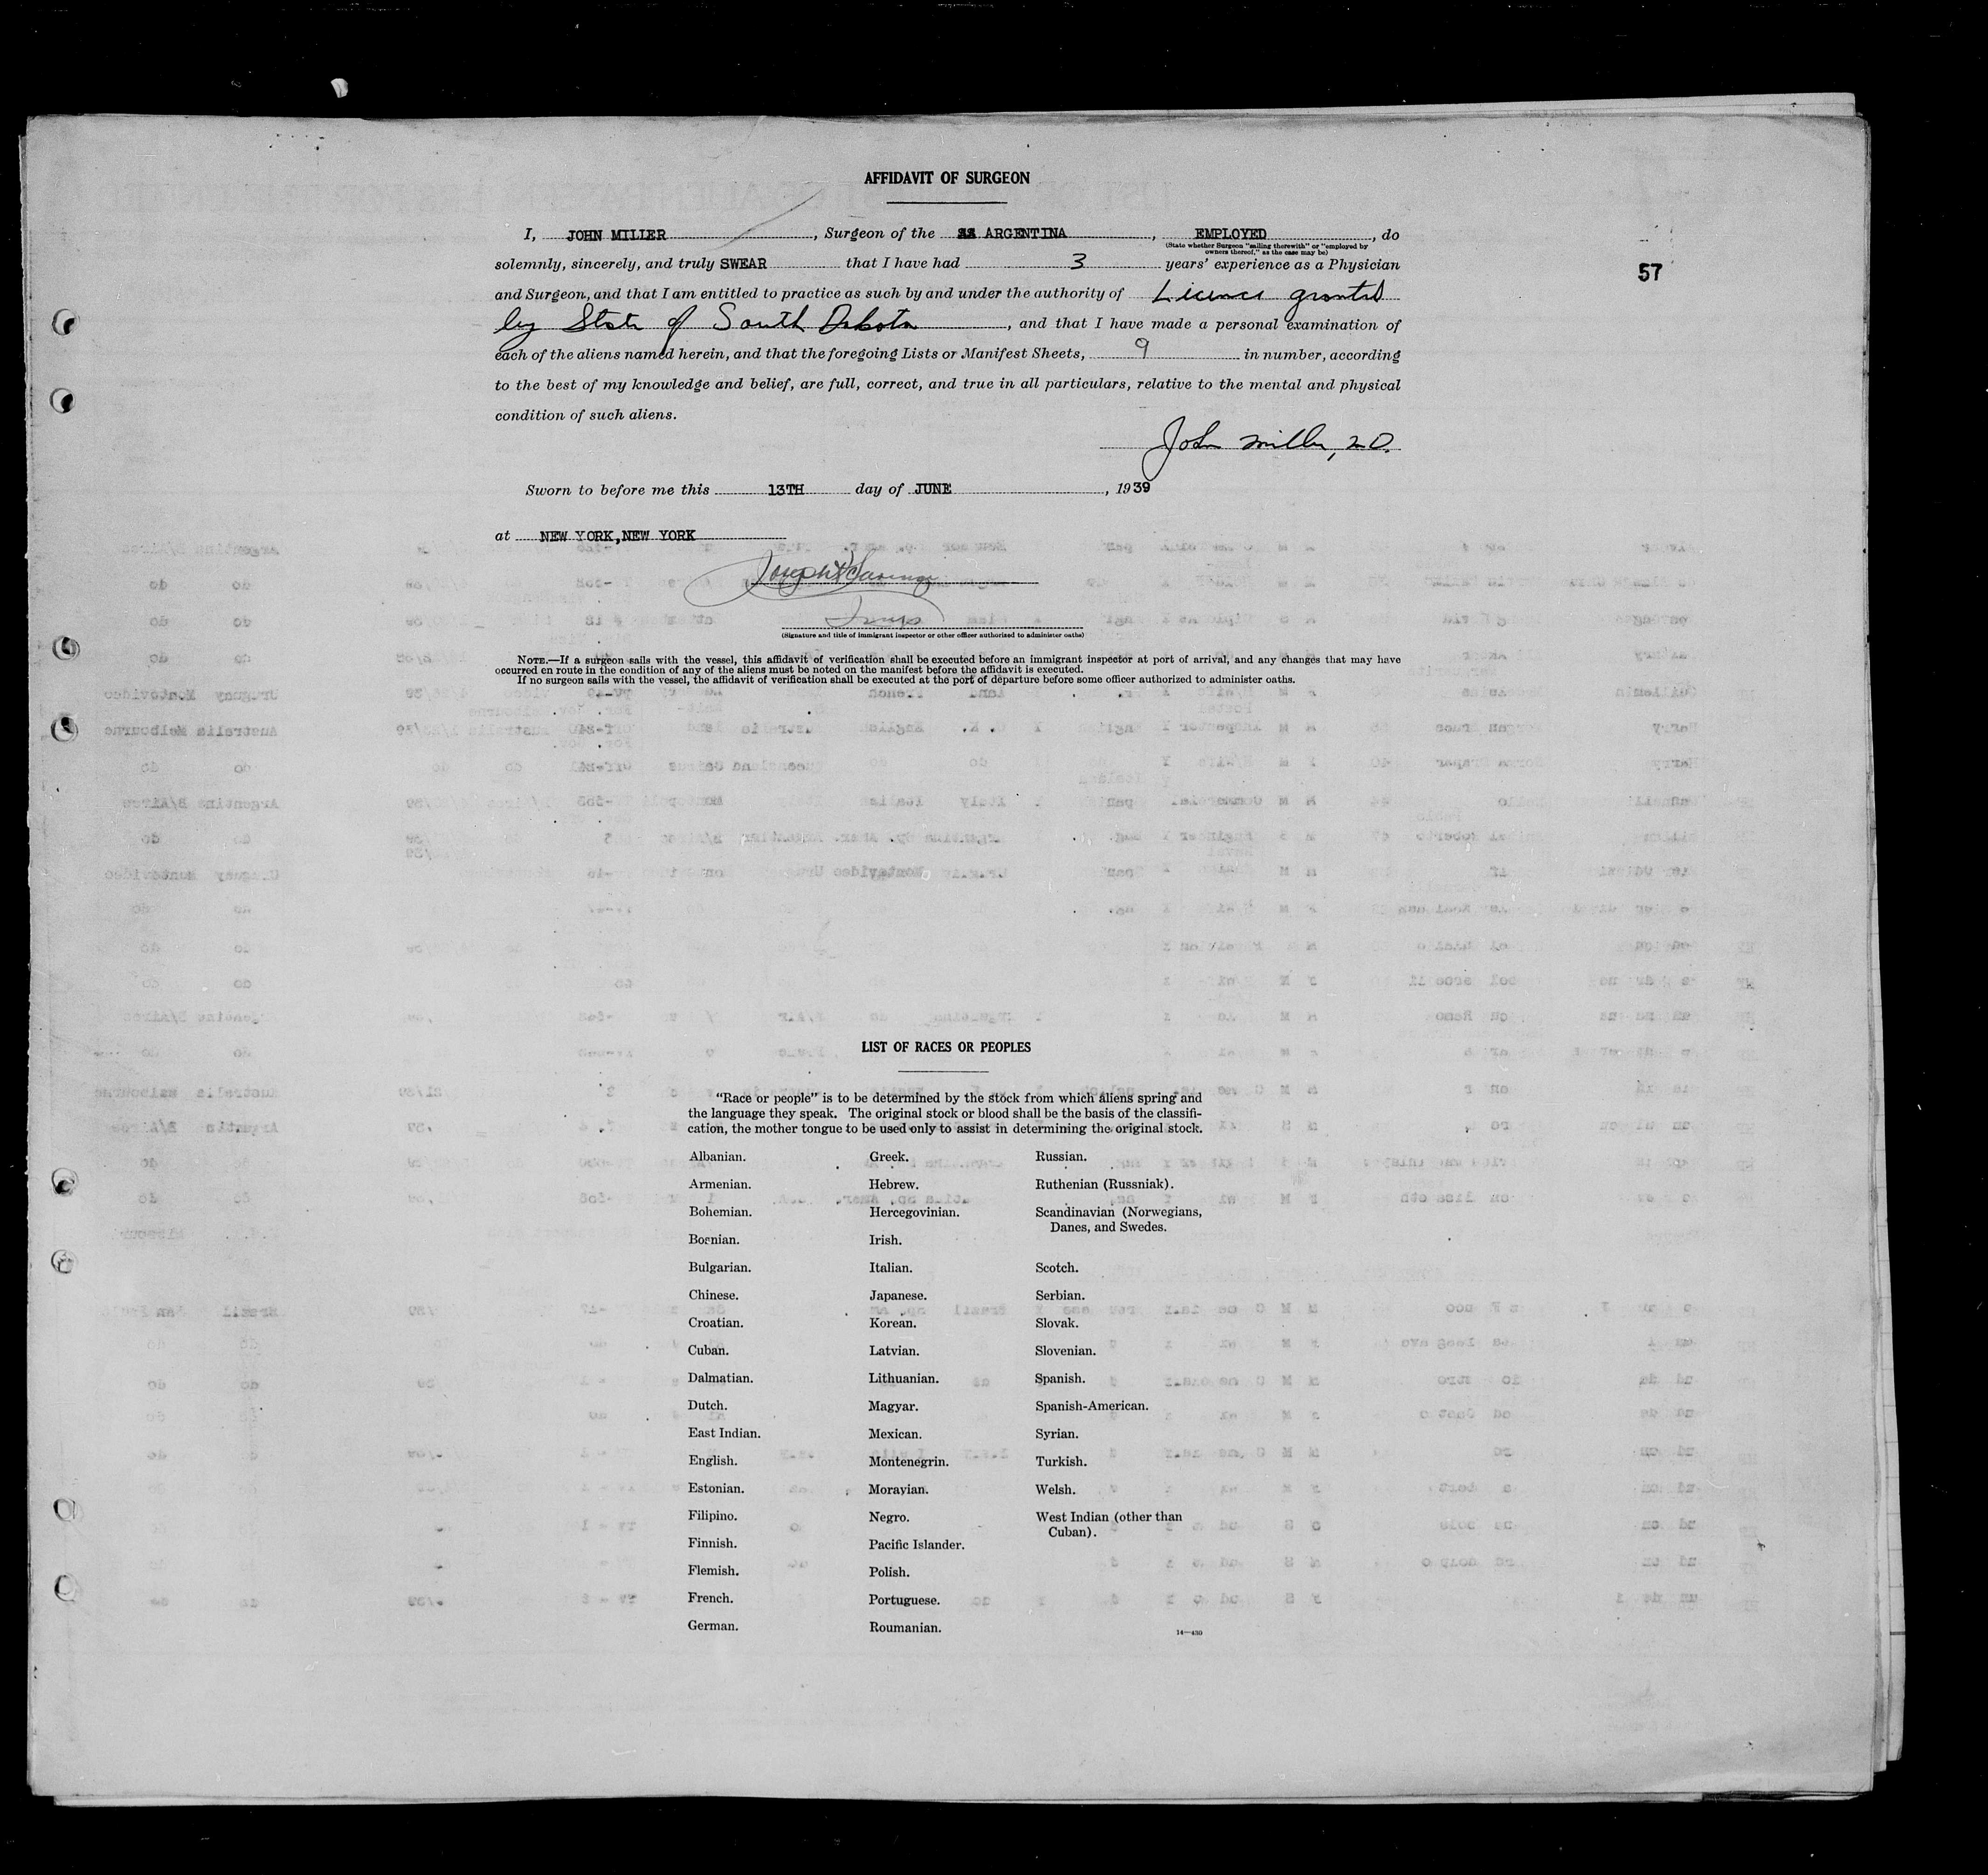 AFFIDAVIT OF SURGEON
I, JOHN MILLER, Surgeon of the SS ARGENTINA, EMPLOYED, do
(State whether Surgeon "sailing therewith" or "employed by
owners thereof," as the case may be)
solemnly, sincerely, and truly SWEAR that I have had 3 years' experience as a Physician
57
and Surgeon, and that I am entitled to practice as such by and under the authority of Licence granted
by State of South Dakota, and that I have made a personal examination of
each of the aliens named herein, and that the foregoing Lists or Manifest Sheets, 9 in number, according
to the best of my knowledge and belief, are full, correct, and true in all particulars, relative to the mental and physical
condition of such aliens.
John Miller, M.D.
Sworn to before me this 13TH day of JUNE, 1939
at NEW YORK, NEW YORK
(Signature and title of immigrant inspector or other officer authorized to administer oaths)
NOTE.—If a surgeon sails with the vessel, this affidavit of verification shall be executed before an immigrant inspector at port of arrival, and any changes that may have
occurred en route in the condition of any of the aliens must be noted on the manifest before the affidavit is executed.
If no surgeon sails with the vessel, the affidavit of verification shall be executed at the port of departure before some officer authorized to administer oaths.
LIST OF RACES OR PEOPLES
"Race or people" is to be determined by the stock from which aliens spring and
the language they speak. The original stock or blood shall be the basis of the classifi-
cation, the mother tongue to be used only to assist in determining the original stock.
Albanian.
Armenian.
Bohemian.
Bosnian.
Bulgarian.
Chinese.
Croatian.
Cuban.
Dalmatian.
Dutch.
East Indian.
English.
Estonian.
Filipino.
Finnish.
Flemish.
French.
German.
Greek.
Hebrew.
Hercegovinian.
Irish.
Italian.
Japanese.
Korean.
Latvian.
Lithuanian.
Magyar.
Mexican.
Montenegrin.
Moravian.
Negro.
Pacific Islander.
Polish.
Portuguese.
Roumanian.
Russian.
Ruthenian (Russniak).
Scandinavian (Norwegians,
Danes, and Swedes.
Scotch.
Serbian.
Slovak.
Slovenian.
Spanish.
Spanish-American.
Syrian.
Turkish.
Welsh.
West Indian (other than
Cuban).
14—430